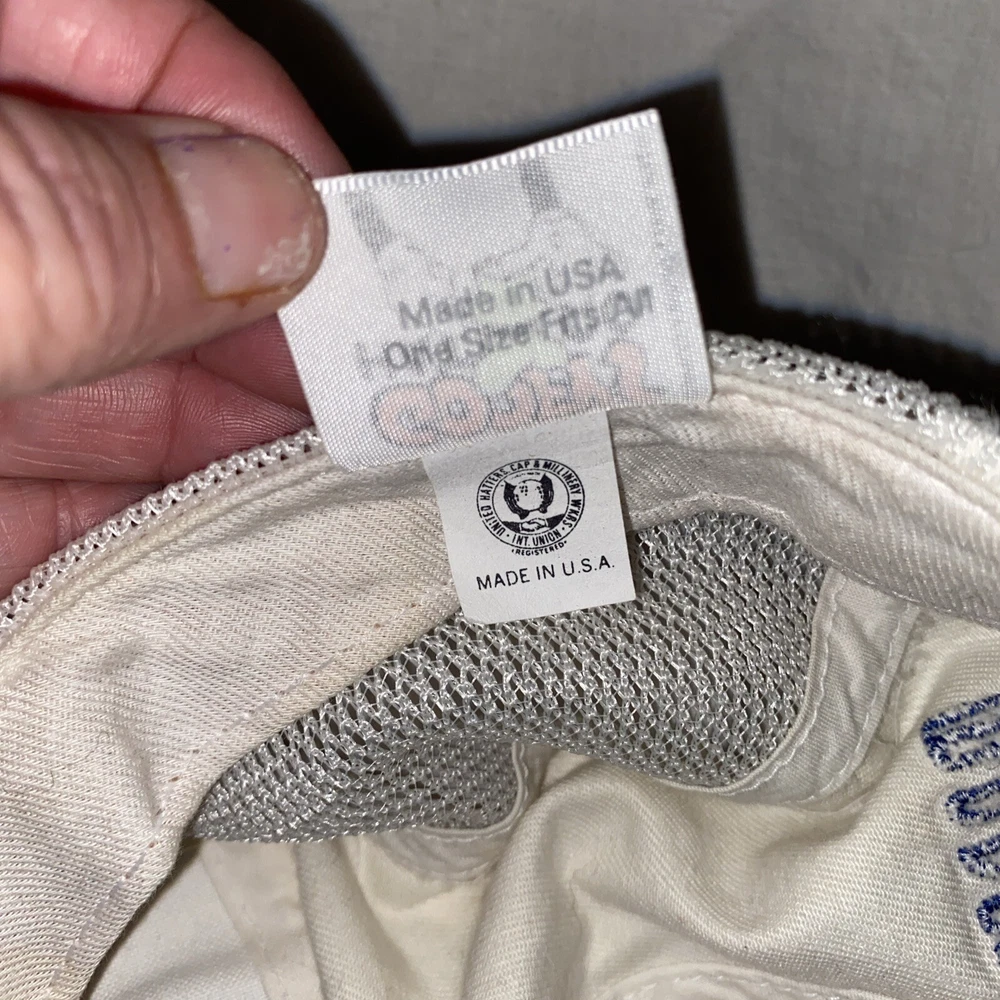 Made in USA
One Size Fits All
UNITED HATTERS, CAP & MILLINERY WKRS.
INT. UNION
REGISTERED
MADE IN U.S.A.